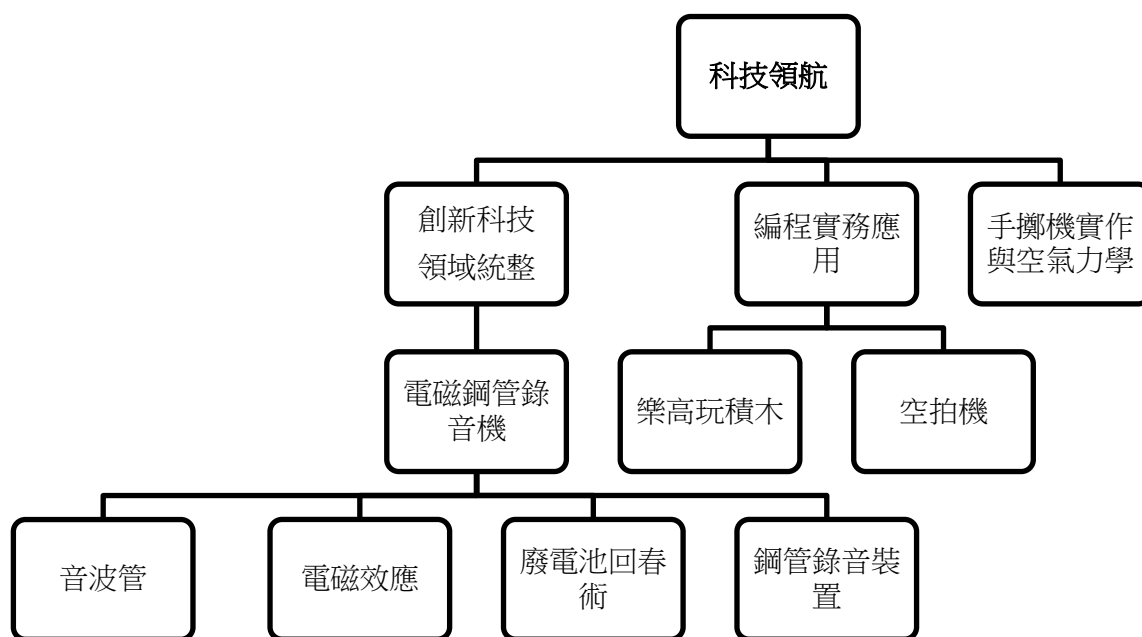 科技領航
創新科技
領域統整
編程實務應
用
手擲機實作
與空氣力學
電磁鋼管錄
音機
樂高玩積木
空拍機
音波管
電磁效應
廢電池回春
術
鋼管錄音裝
置